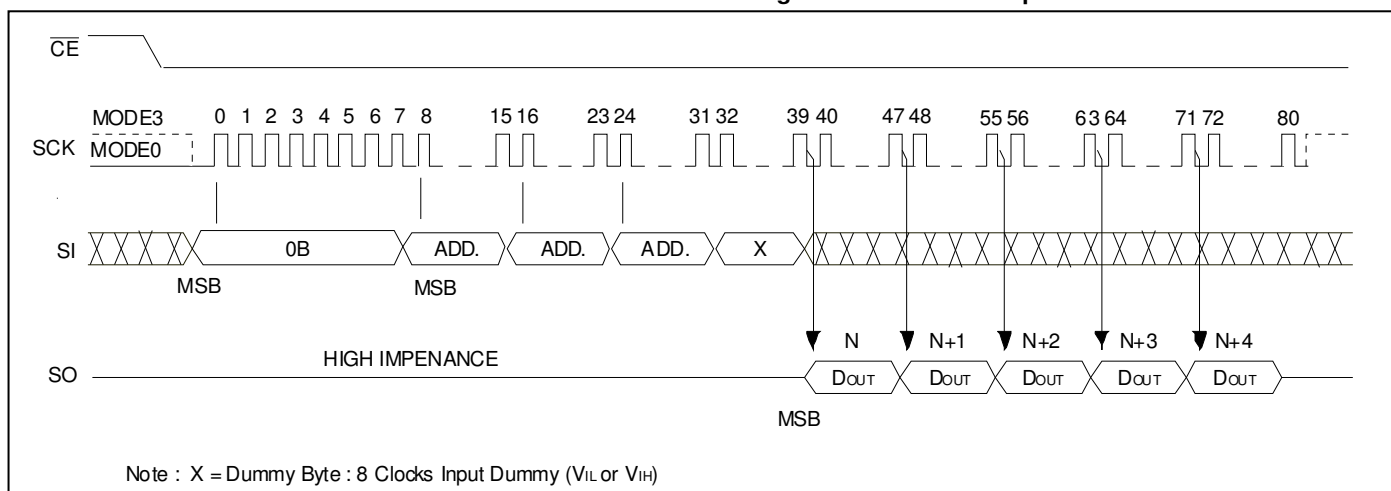 CE
MODE3 0 1 2 3 4 5 6 7 8 15 16 23 24 31 32 39 40 47 48 55 56 63 64 71 72 80
SCK MODE0
SI 0B ADD. ADD. ADD. X
MSB MSB
N N+1 N+2 N+3 N+4
HIGH IMPENANCE
SO DOUT DOUT DOUT DOUT DOUT
MSB
Note : X = Dummy Byte : 8 Clocks Input Dummy (VIL or VIH)